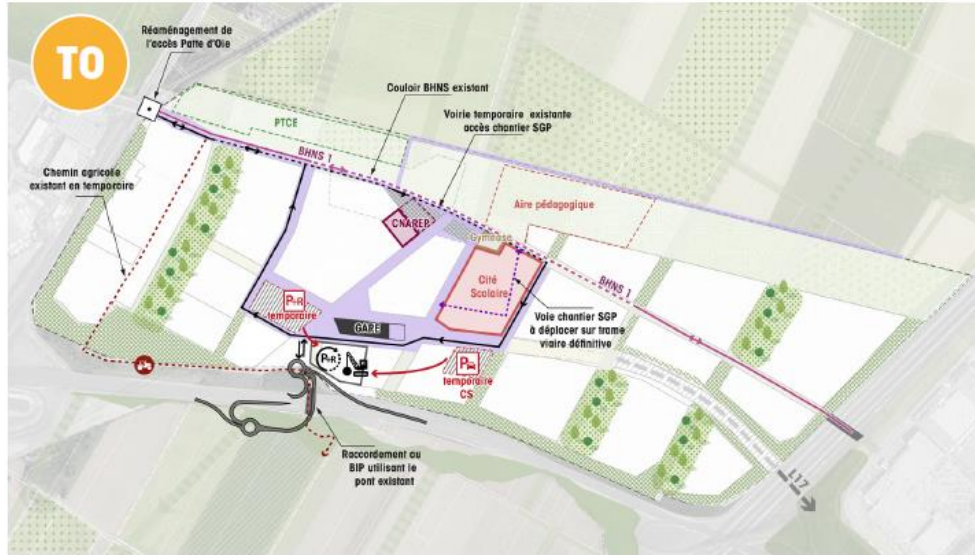 T0
Réaménagement de
l'accès Patte d'Oie
Couloir BHNS existant
Voirie temporaire existante
accès chantier SGP
PTCE
BHNS 1
Chemin agricole
existant en temporaire
Aire pédagogique
CNAREP
Gymnase
Cité
Scolaire
BHNS 1
P+R
temporaire
GARE
Voie chantier SGP
à déplacer sur trame
viaire définitive
P+R
P
temporaire
CS
Raccordement au
BIP utilisant le
pont existant
L17